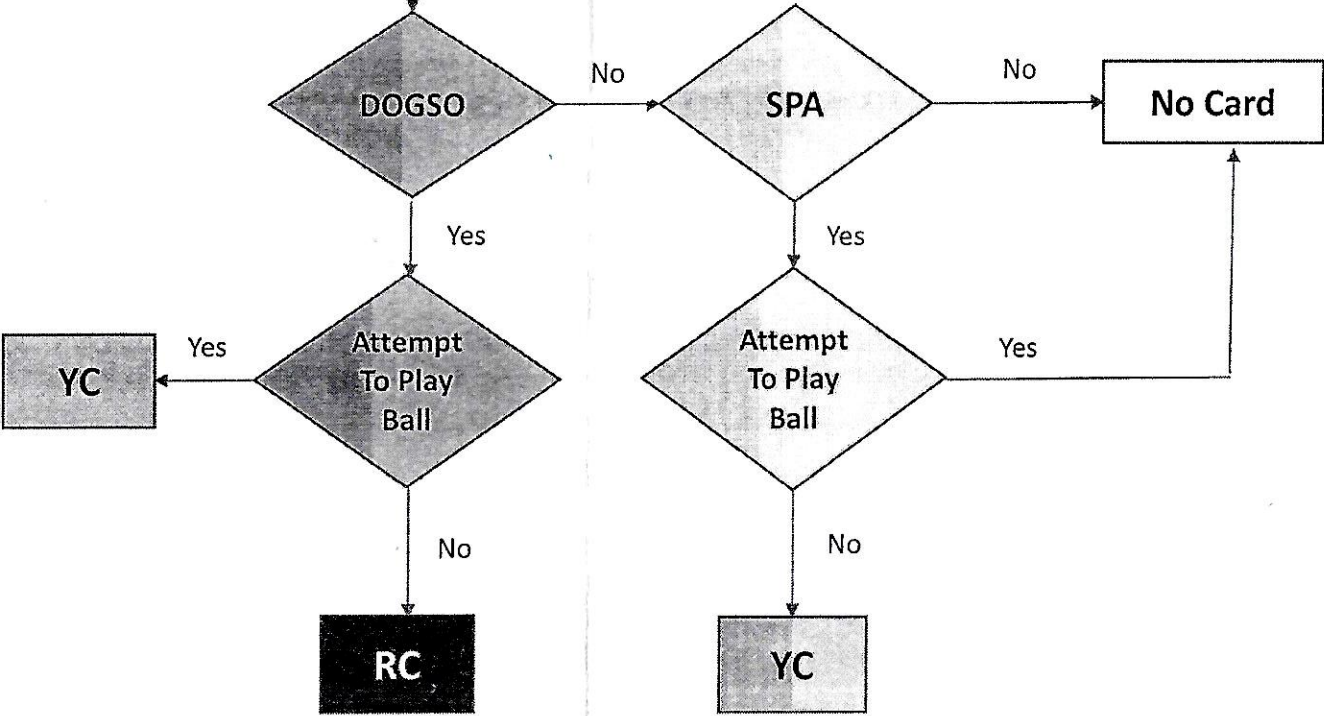 DOGSO
No
SPA
No
No Card
Yes
Yes
YC
Yes
Attempt
To Play
Ball
Attempt
To Play
Ball
Yes
No
No
RC
YC